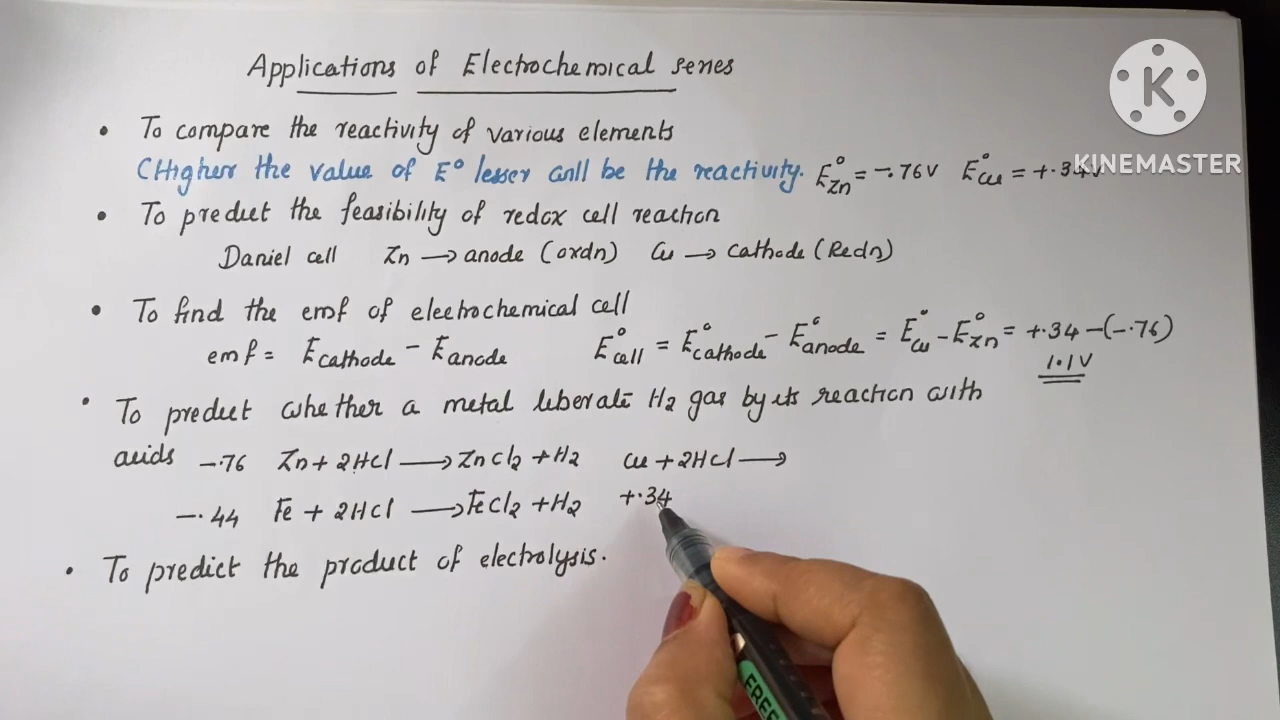 Applications of Electrochemical series
K
KINEMASTER
• To compare the reactivity of various elements
(Higher the value of E° lesser will be the reactivity. E°Zn = -.76V E°Cu = +.34V
• To predict the feasibility of redox cell reaction
Daniel cell Zn → anode (oxdn) Cu → cathode (Redn)
• To find the emf of electrochemical cell
emf = Ecathode - Eanode E°cell = E°cathode - E°anode = E°Cu - E°Zn = +.34 - (-.76)
1.1V
• To predict whether a metal liberate H2 gas by its reaction with
acids -.76 Zn + 2HCl → ZnCl2 + H2 Cu + 2HCl →
-.44 Fe + 2HCl → FeCl2 + H2 +.34
• To predict the product of electrolysis.
FREE